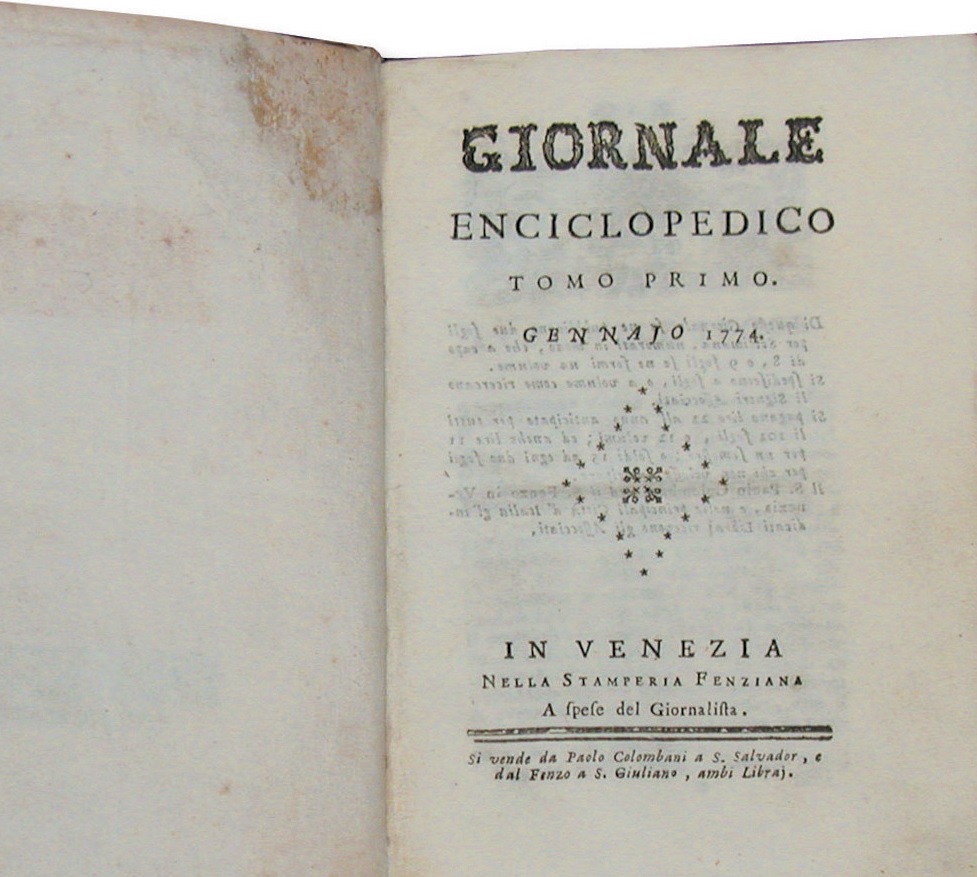 GIORNALE
ENCICLOPEDICO
TOMO PRIMO.
GENNAJO 1774.
IN VENEZIA
NELLA STAMPERIA FENZIANA
A ſpeſe del Giornaliſta.
Si vende da Paolo Colombani a S. Salvador, e
dal Fenzo a S. Giuliano, ambi Libraj.